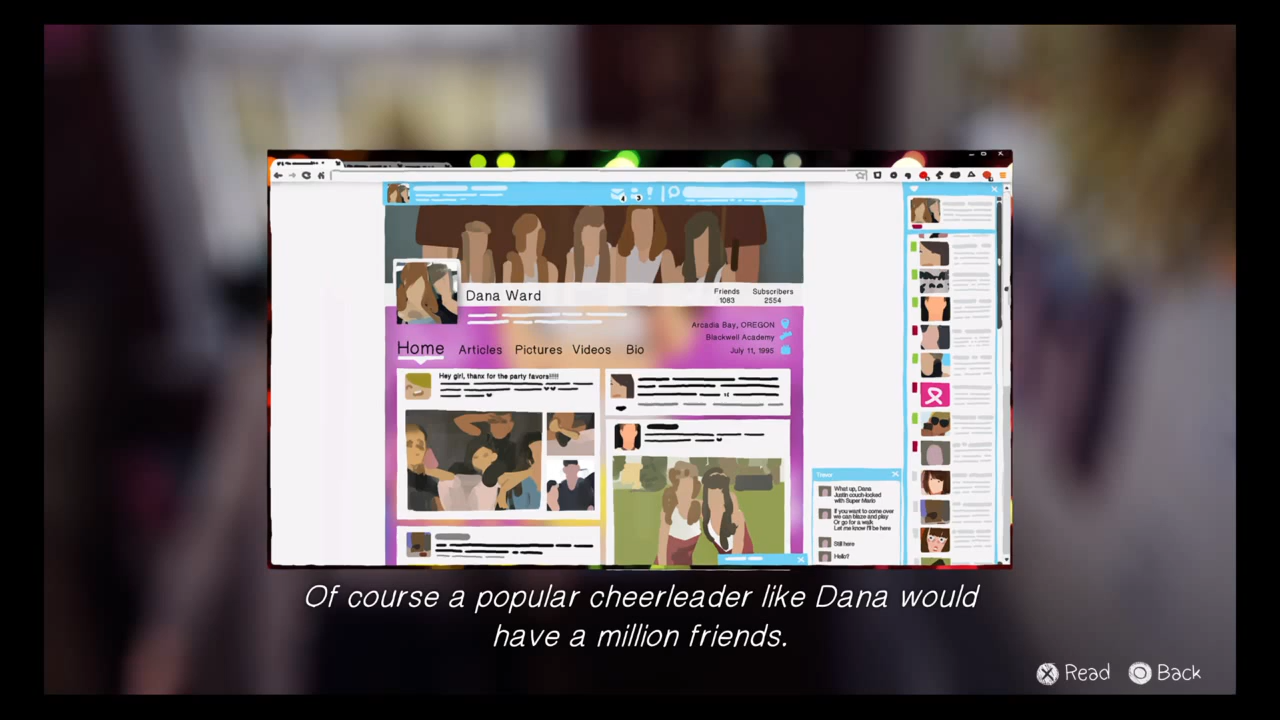 Dana Ward
Friends
1083
Subscribers
2554
Arcadia Bay, OREGON
Blackwell Academy
July 11, 1995
Home Articles Pictures Videos Bio
Hey girl, thanx for the party favors!!!!!
Trevor
What up, Dana
Justin couch-locked
with Super Mario
If you want to come over
we can blaze and play
Or go for a walk
Let me know I'll be here
Still here
Hello?
Of course a popular cheerleader like Dana would
have a million friends.
Read Back